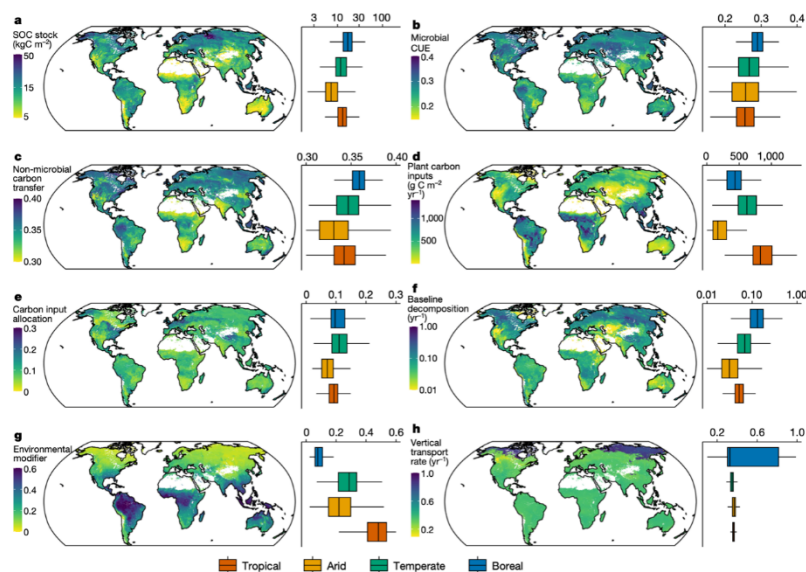 a
SOC stock
(kgC m⁻²)
50
15
5
3 10 30 100
b
Microbial
CUE
0.4
0.3
0.2
0.2 0.3 0.4
c
Non-microbial
carbon
transfer
0.40
0.35
0.30
0.30 0.35 0.40
d
Plant carbon
inputs
(g C m⁻²
yr⁻¹)
1,000
500
0 500 1,000
e
Carbon input
allocation
0.3
0.2
0.1
0
0 0.1 0.2 0.3
f
Baseline
decomposition
(yr⁻¹)
1.00
0.10
0.01
0.01 0.10 1.00
g
Environmental
modifier
0.6
0.4
0.2
0
0 0.2 0.4 0.6
h
Vertical
transport
rate (yr⁻¹)
1.0
0.8
0.6
0.4
0.2
0.2 0.6 1.0
Tropical Arid Temperate Boreal